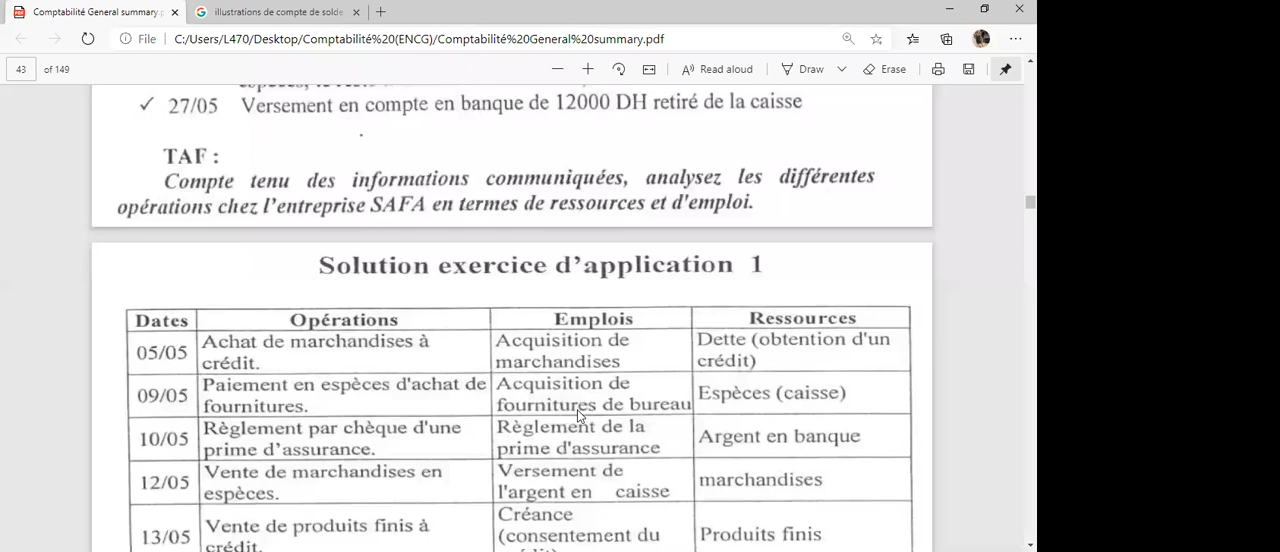 Comptabilité General summary.p
illustrations de compte de solde
File C:/Users/L470/Desktop/Comptabilité%20(ENCG)/Comptabilité%20General%20summary.pdf
43 of 149 Read aloud Draw Erase
✓ 27/05 Versement en compte en banque de 12000 DH retiré de la caisse
TAF :
Compte tenu des informations communiquées, analysez les différentes
opérations chez l'entreprise SAFA en termes de ressources et d'emploi.
Solution exercice d'application 1
Dates Opérations Emplois Ressources
05/05 Achat de marchandises à crédit. Acquisition de marchandises Dette (obtention d'un crédit)
09/05 Paiement en espèces d'achat de fournitures. Acquisition de fournitures de bureau Espèces (caisse)
10/05 Règlement par chèque d'une prime d'assurance. Règlement de la prime d'assurance Argent en banque
12/05 Vente de marchandises en espèces. Versement de l'argent en caisse marchandises
13/05 Vente de produits finis à crédit. Créance (consentement du Produits finis